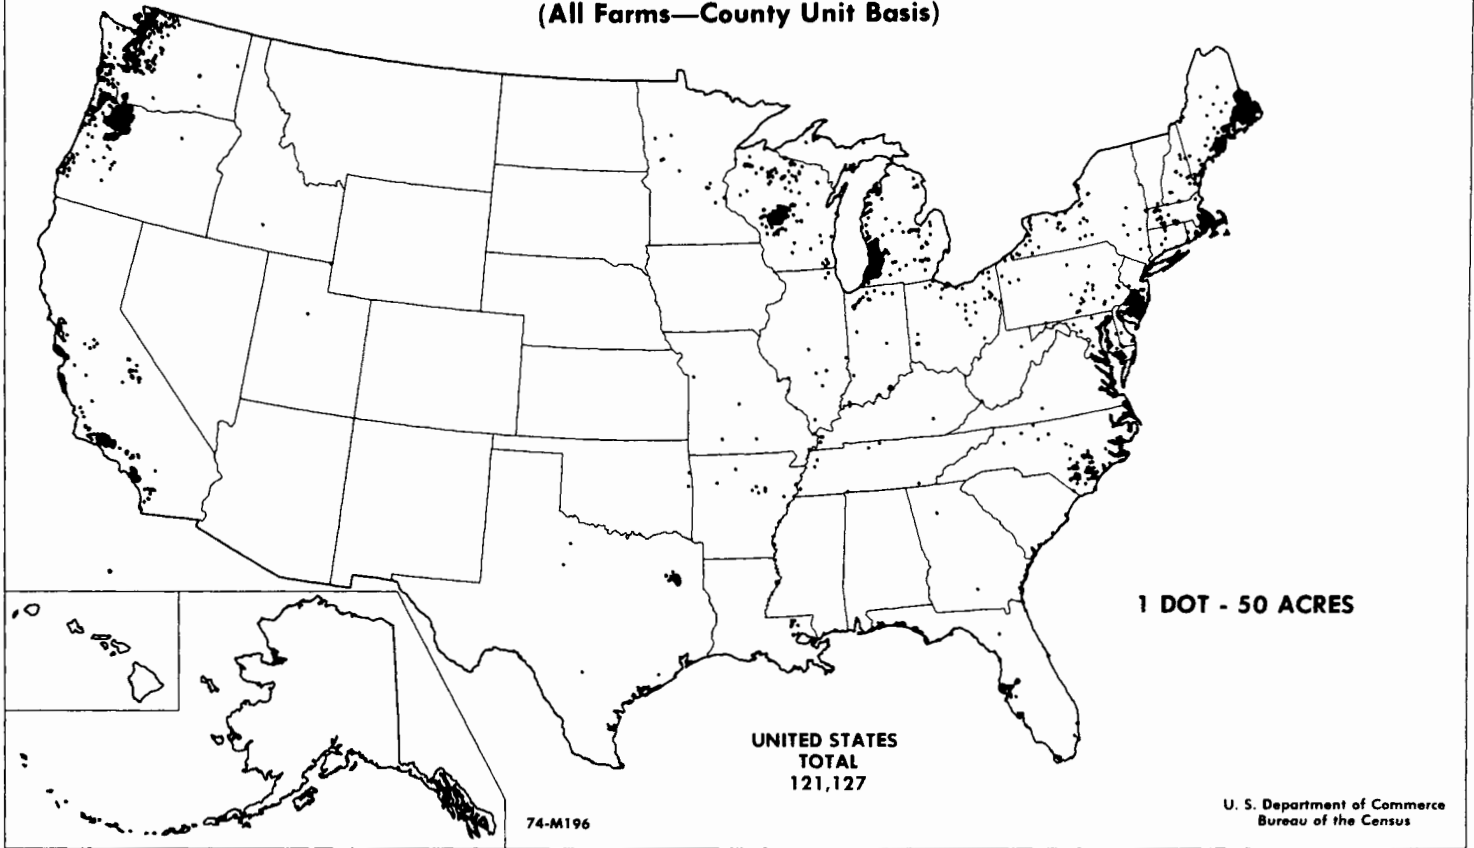 (All Farms—County Unit Basis)
1 DOT - 50 ACRES
UNITED STATES
TOTAL
121,127
74-M196
U. S. Department of Commerce
Bureau of the Census